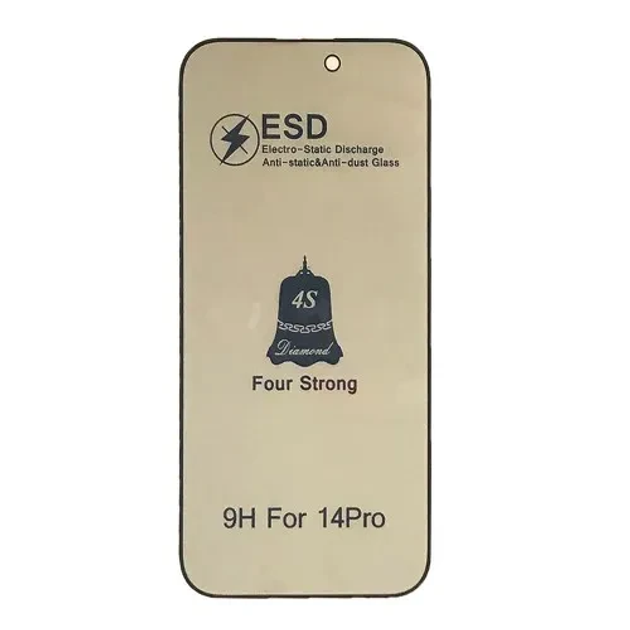 ESD
Electro-Static Discharge
Anti-static&Anti-dust Glass
4S
Diamond
Four Strong
9H For 14Pro